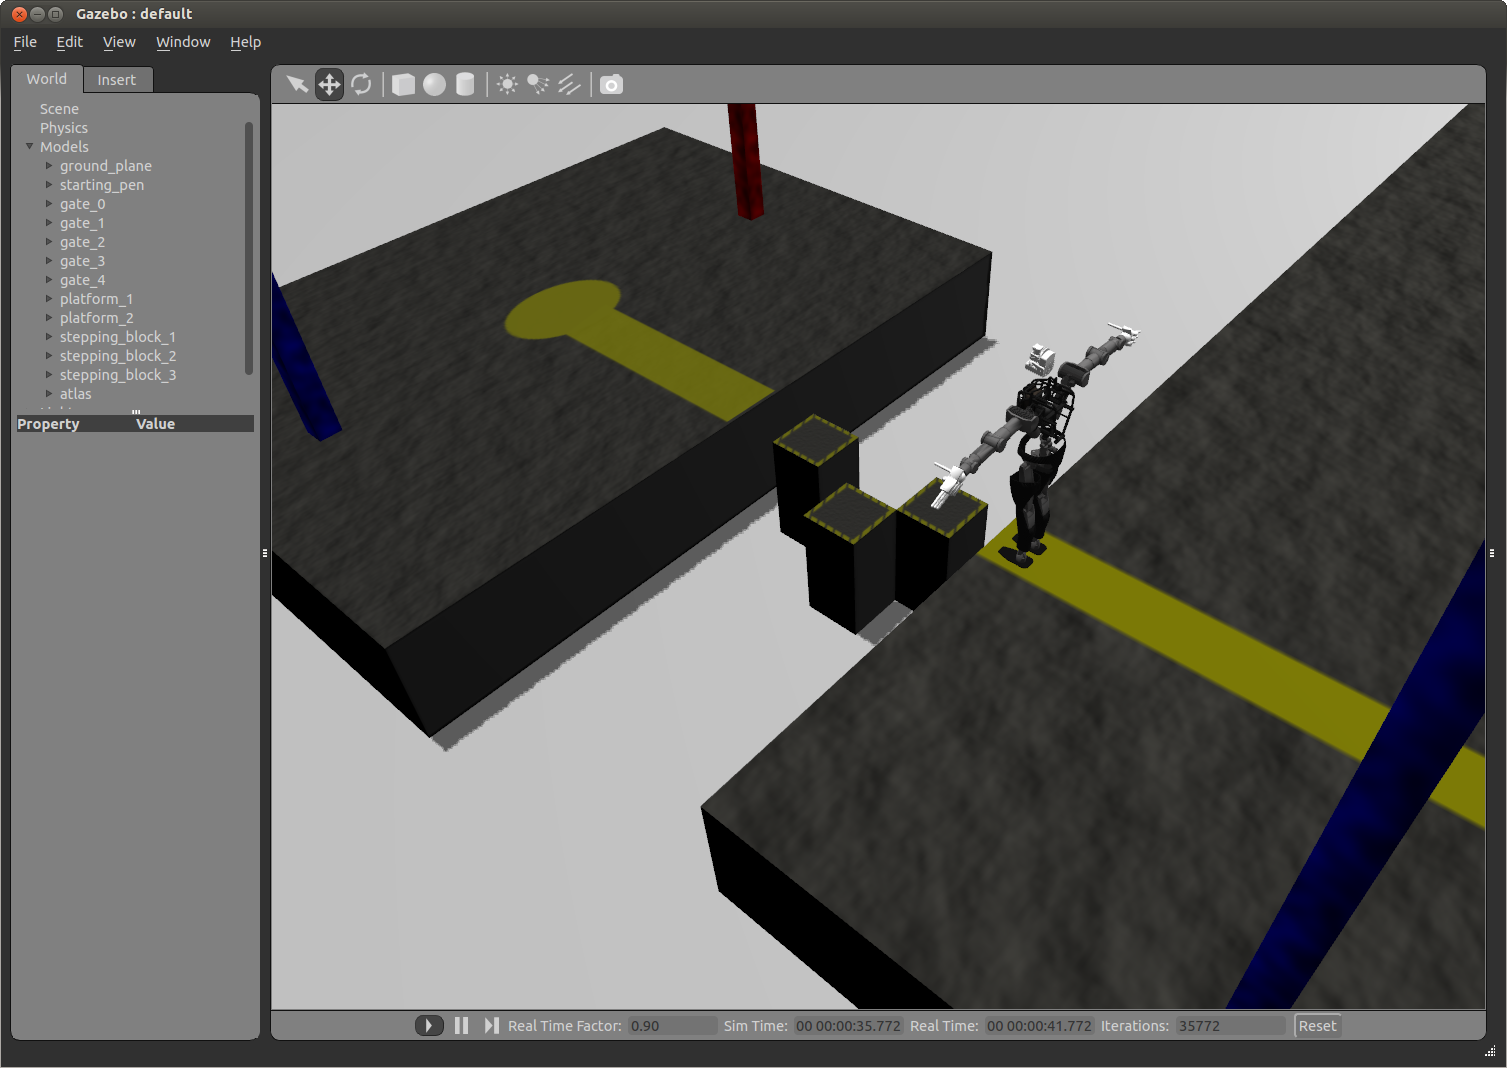 Gazebo : default
File Edit View Window Help
World Insert
Scene
Physics
Models
ground_plane
starting_pen
gate_0
gate_1
gate_2
gate_3
gate_4
platform_1
platform_2
stepping_block_1
stepping_block_2
stepping_block_3
atlas
Property Value
Real Time Factor: 0.90 Sim Time: 00 00:00:35.772 Real Time: 00 00:00:41.772 Iterations: 35772 Reset